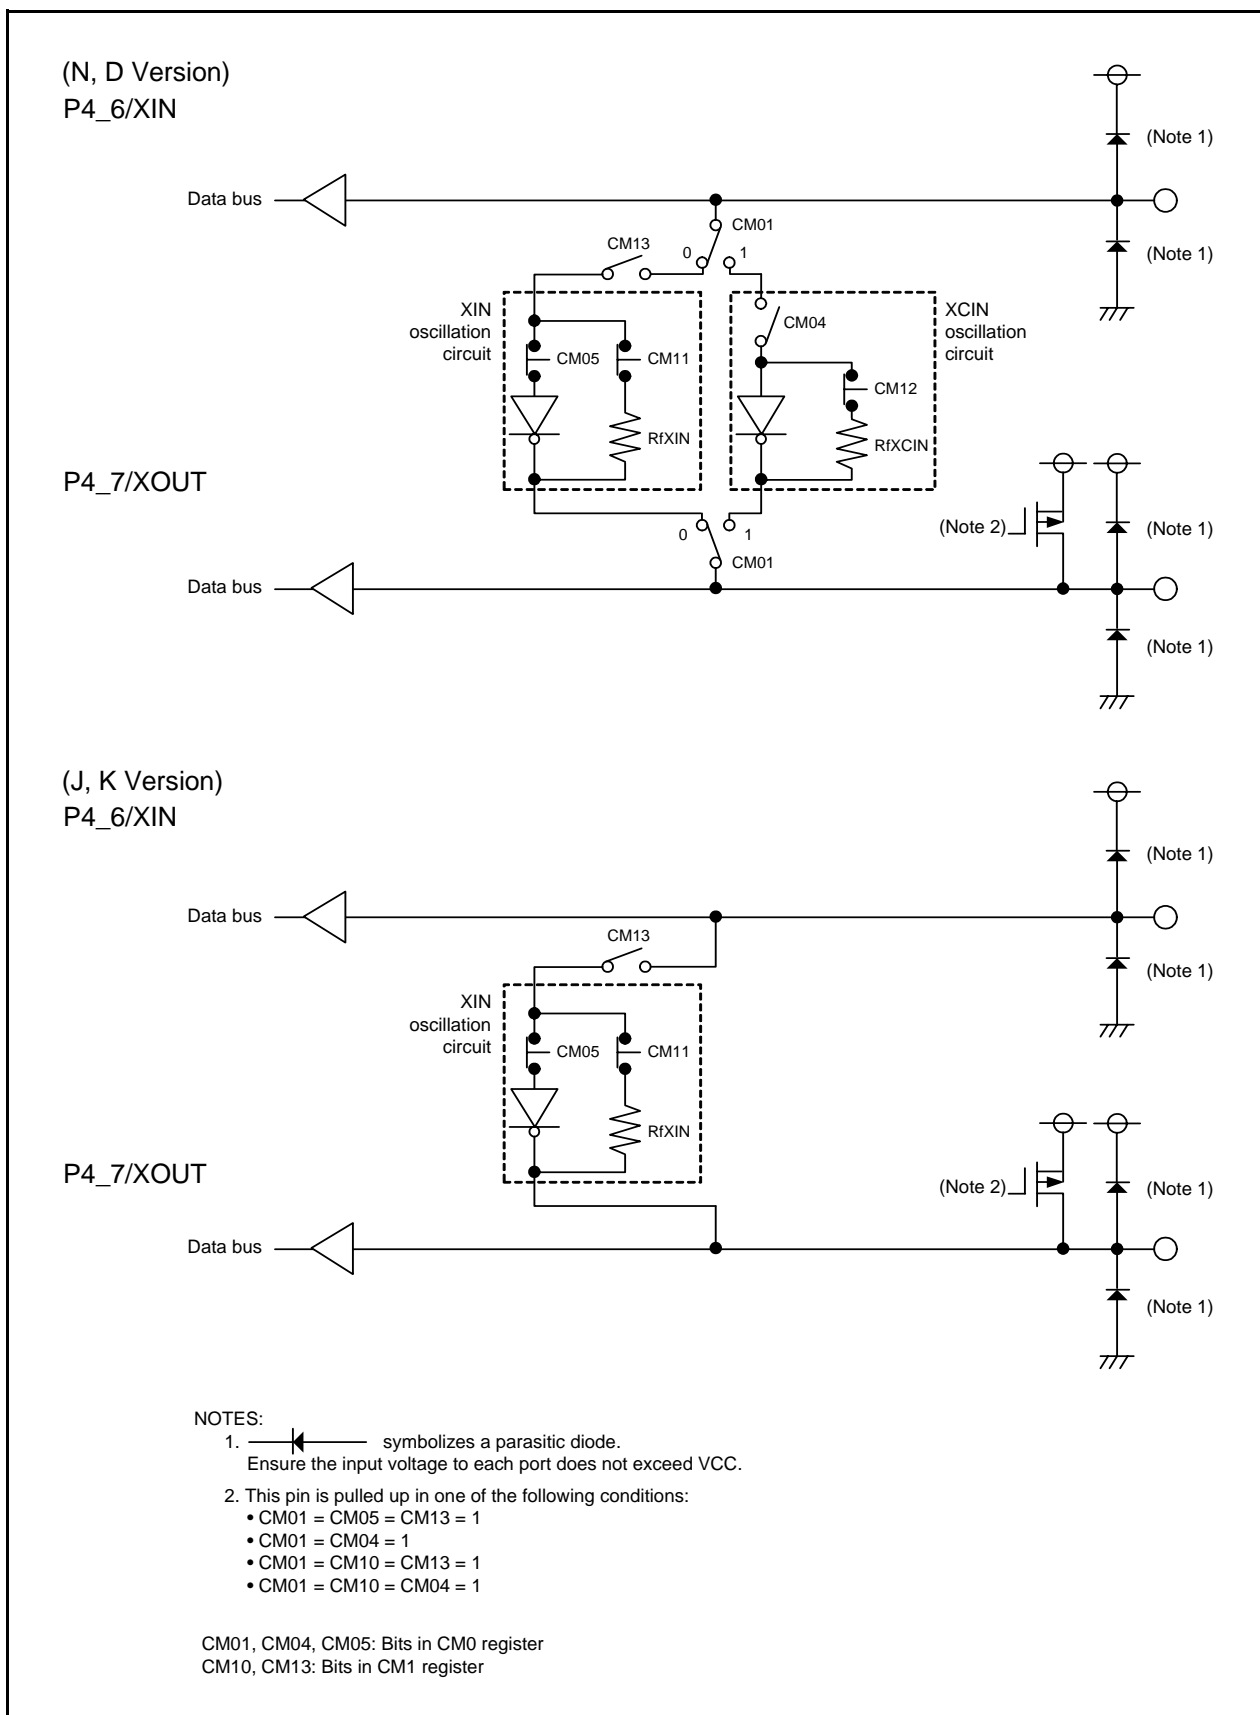 (N, D Version)
P4_6/XIN
(Note 1)
Data bus
CM01
(Note 1)
CM13
0
1
XIN
oscillation
circuit
XCIN
oscillation
circuit
CM04
CM05
CM11
CM12
RfXIN
RfXCIN
P4_7/XOUT
(Note 2)
(Note 1)
0
1
CM01
Data bus
(Note 1)
(J, K Version)
P4_6/XIN
(Note 1)
Data bus
CM13
(Note 1)
XIN
oscillation
circuit
CM05
CM11
RfXIN
P4_7/XOUT
(Note 2)
(Note 1)
Data bus
(Note 1)
NOTES:
1. symbolizes a parasitic diode.
Ensure the input voltage to each port does not exceed VCC.
2. This pin is pulled up in one of the following conditions:
• CM01 = CM05 = CM13 = 1
• CM01 = CM04 = 1
• CM01 = CM10 = CM13 = 1
• CM01 = CM10 = CM04 = 1
CM01, CM04, CM05: Bits in CM0 register
CM10, CM13: Bits in CM1 register